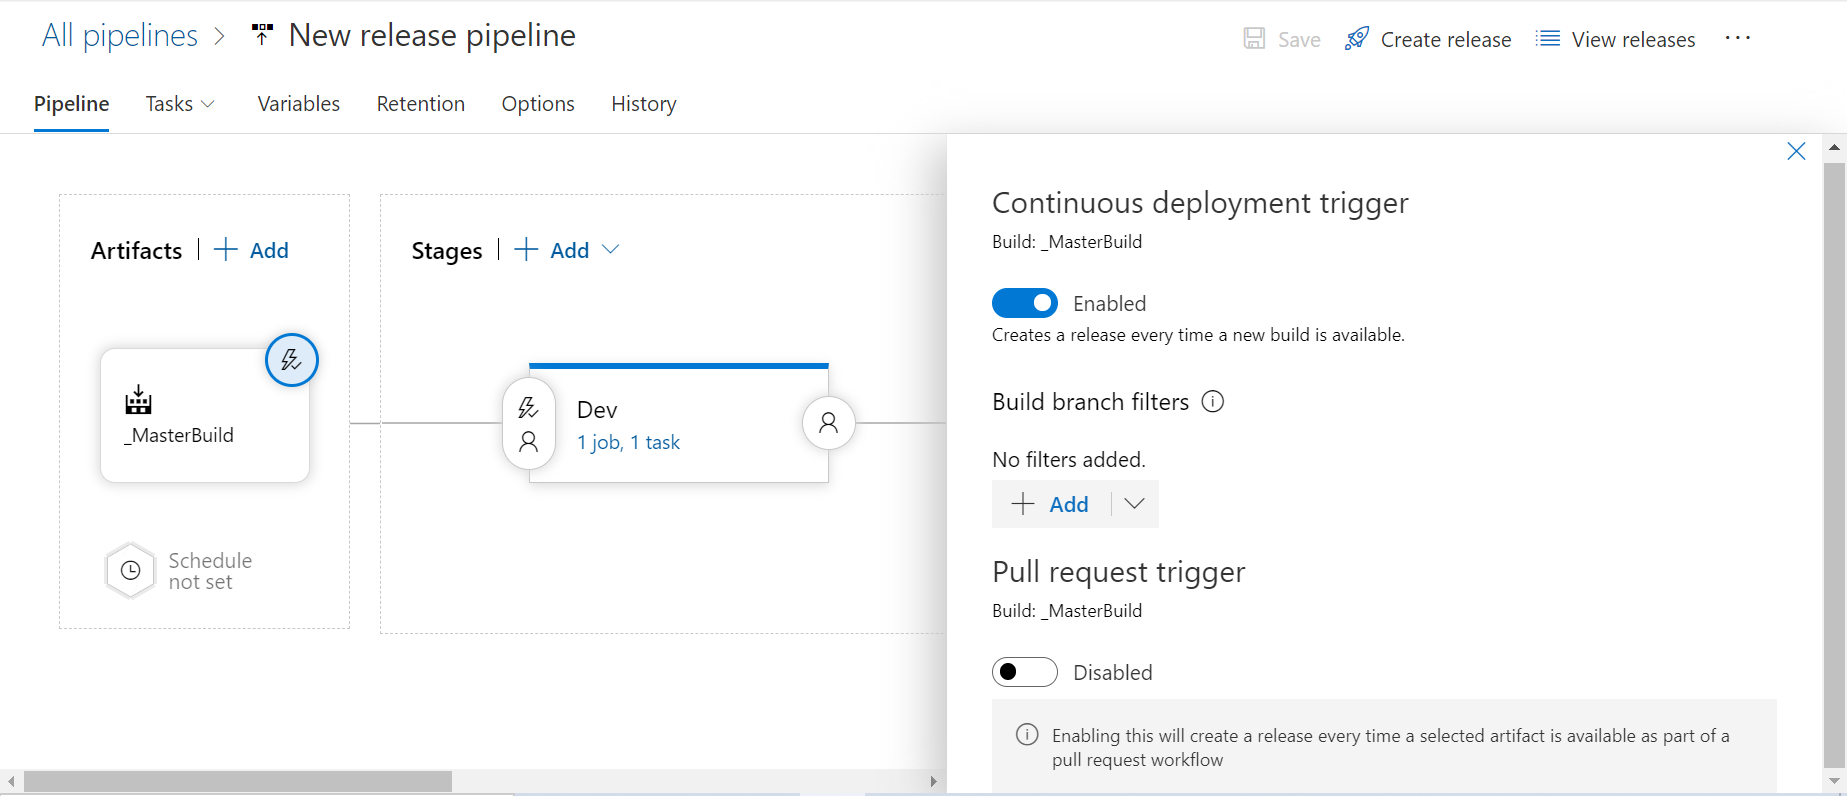 All pipelines > New release pipeline
Save Create release View releases ...
Pipeline Tasks Variables Retention Options History
Artifacts | + Add
Stages | + Add
_MasterBuild
Schedule
not set
Dev
1 job, 1 task
Continuous deployment trigger
Build: _MasterBuild
Enabled
Creates a release every time a new build is available.
Build branch filters
No filters added.
+ Add
Pull request trigger
Build: _MasterBuild
Disabled
Enabling this will create a release every time a selected artifact is available as part of a
pull request workflow